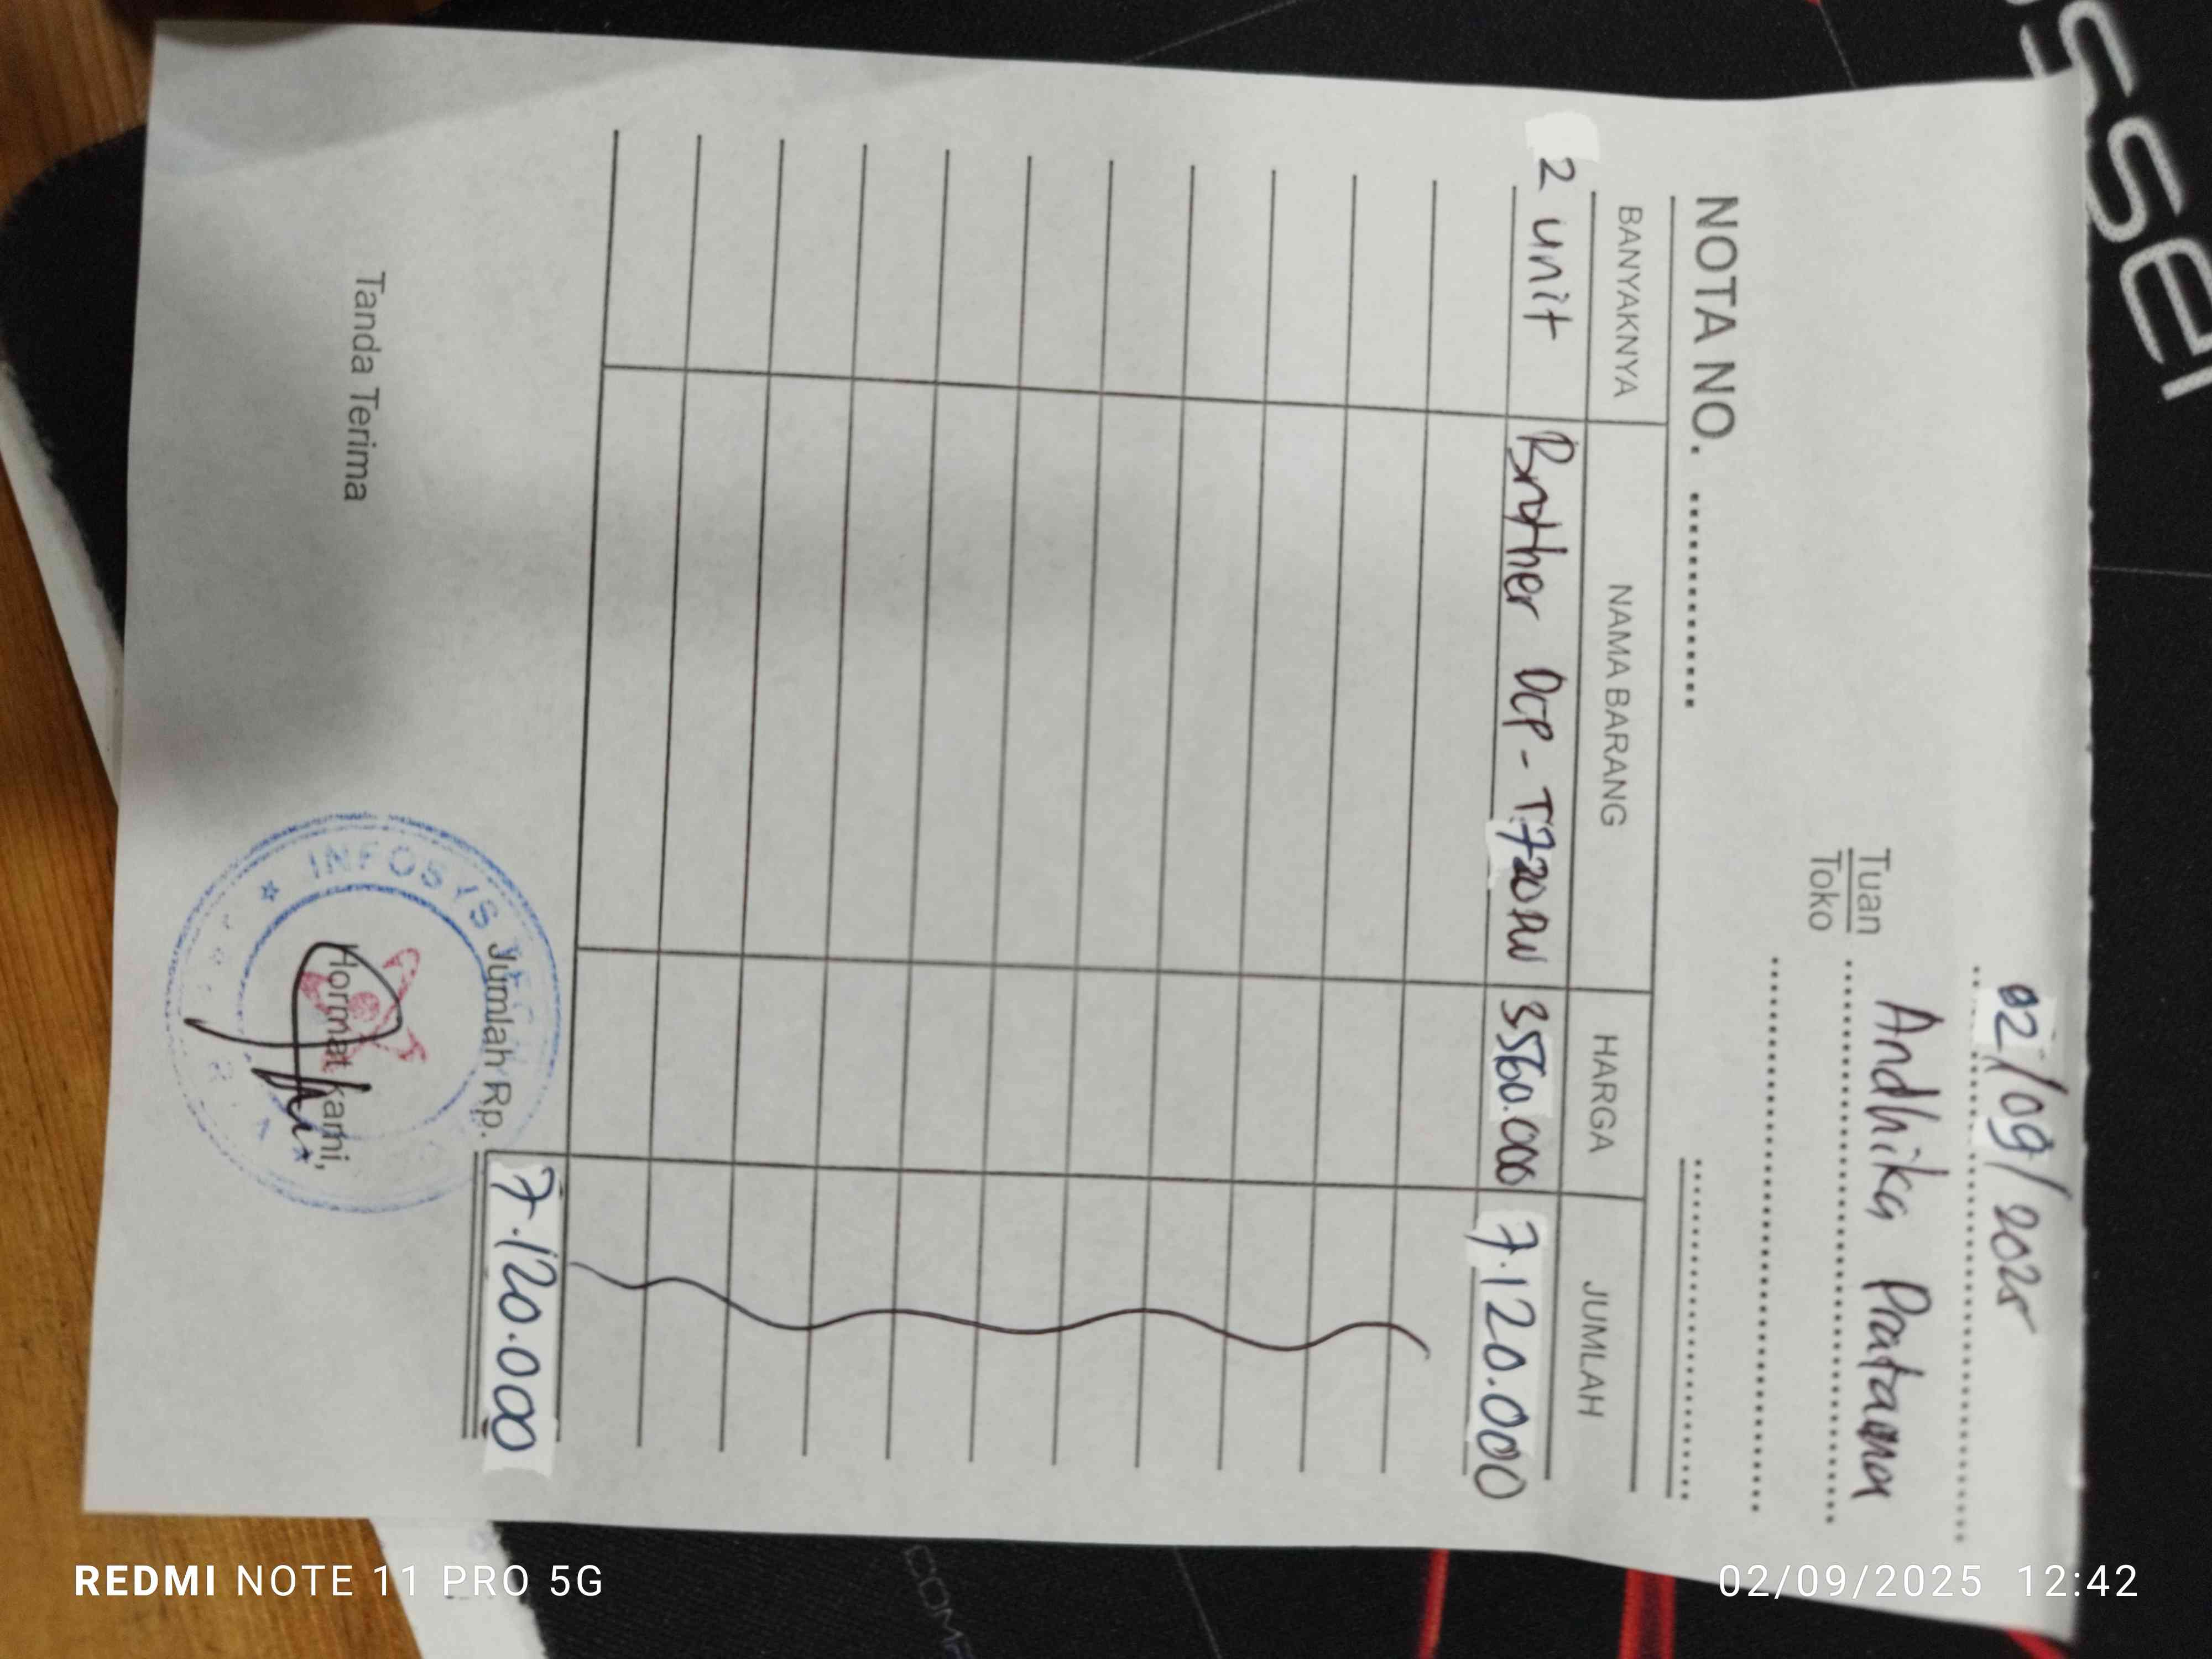 02/09/2025
Tuan
Toko
Andhika Pratama
NOTA NO.
BANYAKNYA NAMA BARANG HARGA JUMLAH
2 unit Brother DCP-T720DW 3560.000 7.120.000
Jumlah Rp. 7.120.000
Tanda Terima Hormat kami,
INFOSYS
REDMI NOTE 11 PRO 5G
02/09/2025 12:42